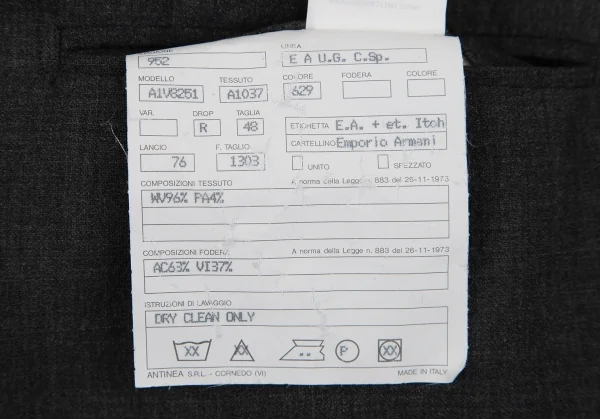 LINEA
952
E A U.G. C.Sp.
MODELLO TESSUTO COLORE FODERA COLORE
A1V8251 A1037 629
VAR. DROP TAGLIA
R 48
ETICHETTA E.A. + et. Itoh
CARTELLINO Emporio Armani
LANCIO F. TAGLIO
76 1303
UNITO SPEZZATO
COMPOSIZIONI TESSUTO A norma della Legge n. 883 del 26-11-1973
WV96% PA4%
COMPOSIZIONI FODERA A norma della Legge n. 883 del 26-11-1973
AC63% VI37%
ISTRUZIONI DI LAVAGGIO
DRY CLEAN ONLY
P
ANTINEA S.R.L. - CORNEDO (VI) MADE IN ITALY